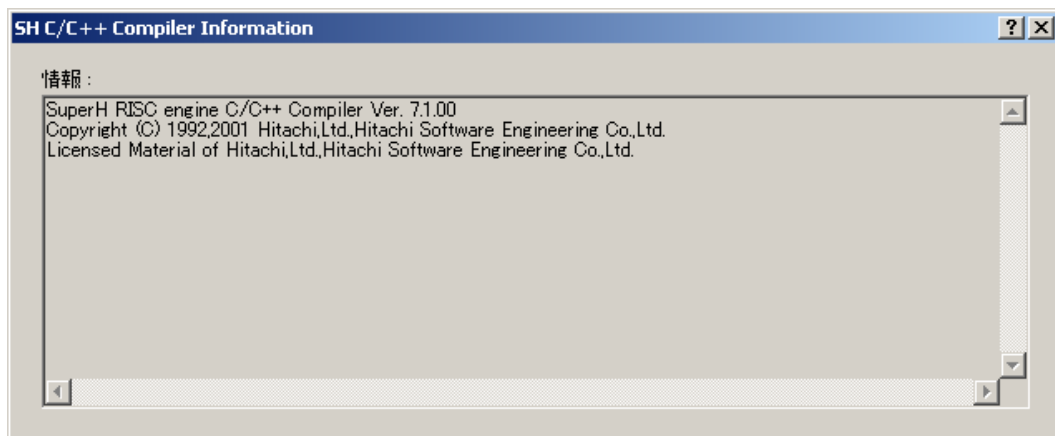 SH C/C++ Compiler Information
情報 :
SuperH RISC engine C/C++ Compiler Ver. 7.1.00
Copyright (C) 1992,2001 Hitachi,Ltd.,Hitachi Software Engineering Co.,Ltd.
Licensed Material of Hitachi,Ltd.,Hitachi Software Engineering Co.,Ltd.